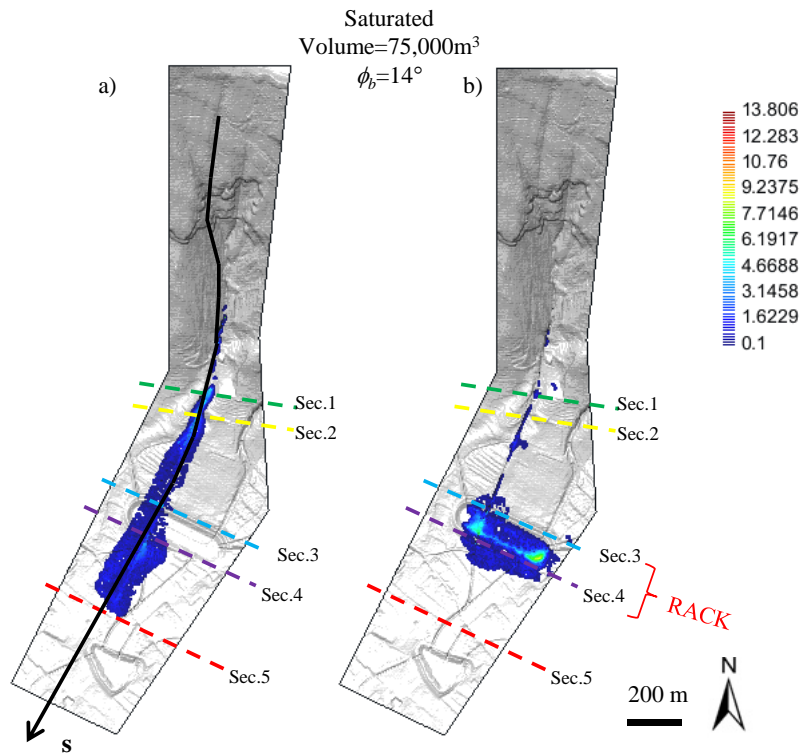 Saturated
Volume=75,000m³
ϕb=14°
a)
b)
13.806
12.283
10.76
9.2375
7.7146
6.1917
4.6688
3.1458
1.6229
0.1
Sec.1
Sec.2
Sec.3
Sec.4
Sec.5
s
Sec.1
Sec.2
Sec.3
Sec.4
RACK
Sec.5
200 m
N